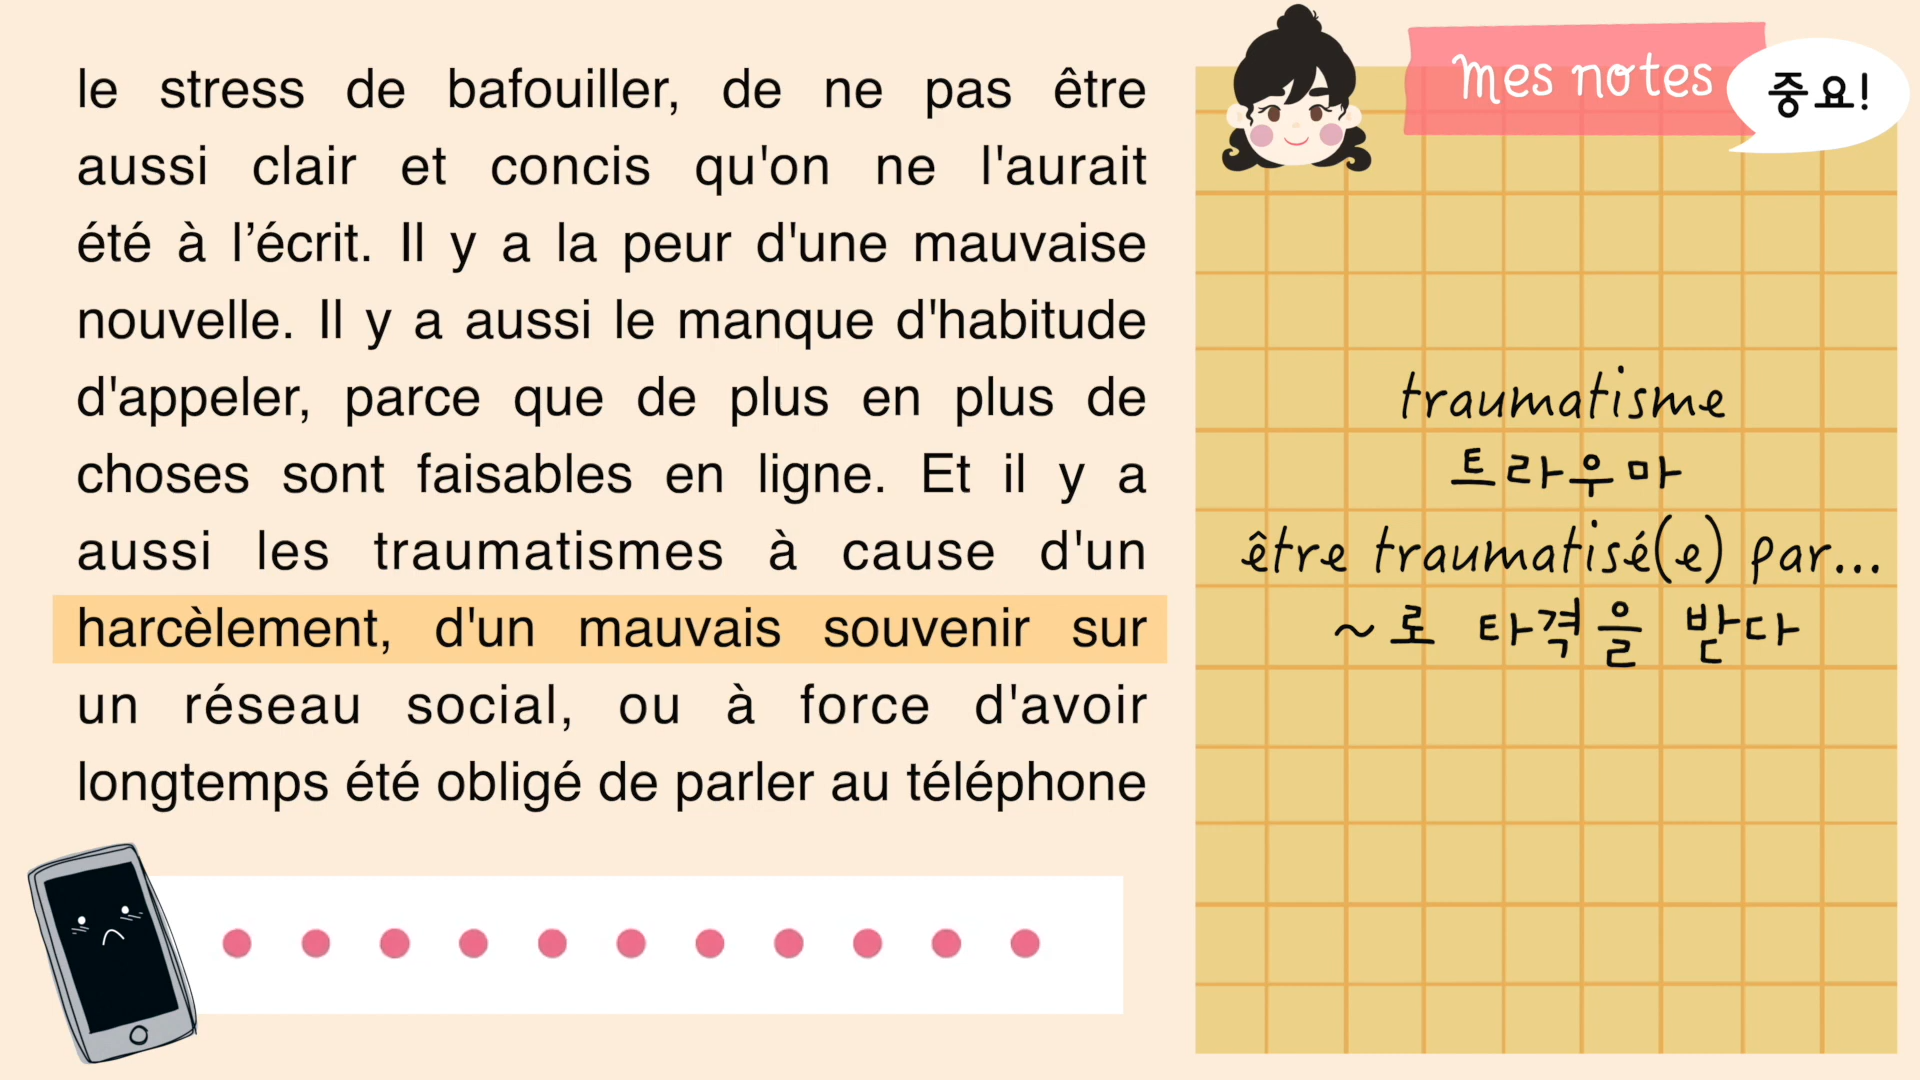 le stress de bafouiller, de ne pas être
aussi clair et concis qu'on ne l'aurait
été à l’écrit. Il y a la peur d'une mauvaise
nouvelle. Il y a aussi le manque d'habitude
d'appeler, parce que de plus en plus de
choses sont faisables en ligne. Et il y a
aussi les traumatismes à cause d'un
harcèlement, d'un mauvais souvenir sur
un réseau social, ou à force d'avoir
longtemps été obligé de parler au téléphone
mes notes
중요!
traumatisme
트라우마
être traumatisé(e) par...
~로 타격을 받다